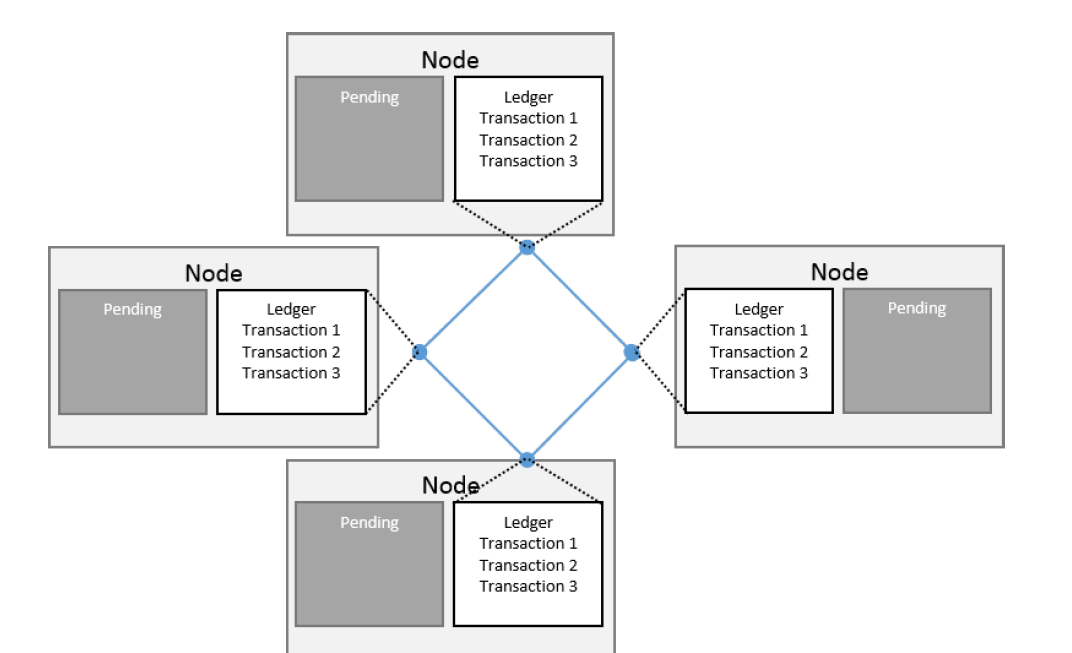 Node
Pending
Ledger
Transaction 1
Transaction 2
Transaction 3
Node
Pending
Ledger
Transaction 1
Transaction 2
Transaction 3
Node
Ledger
Transaction 1
Transaction 2
Transaction 3
Pending
Node
Pending
Ledger
Transaction 1
Transaction 2
Transaction 3